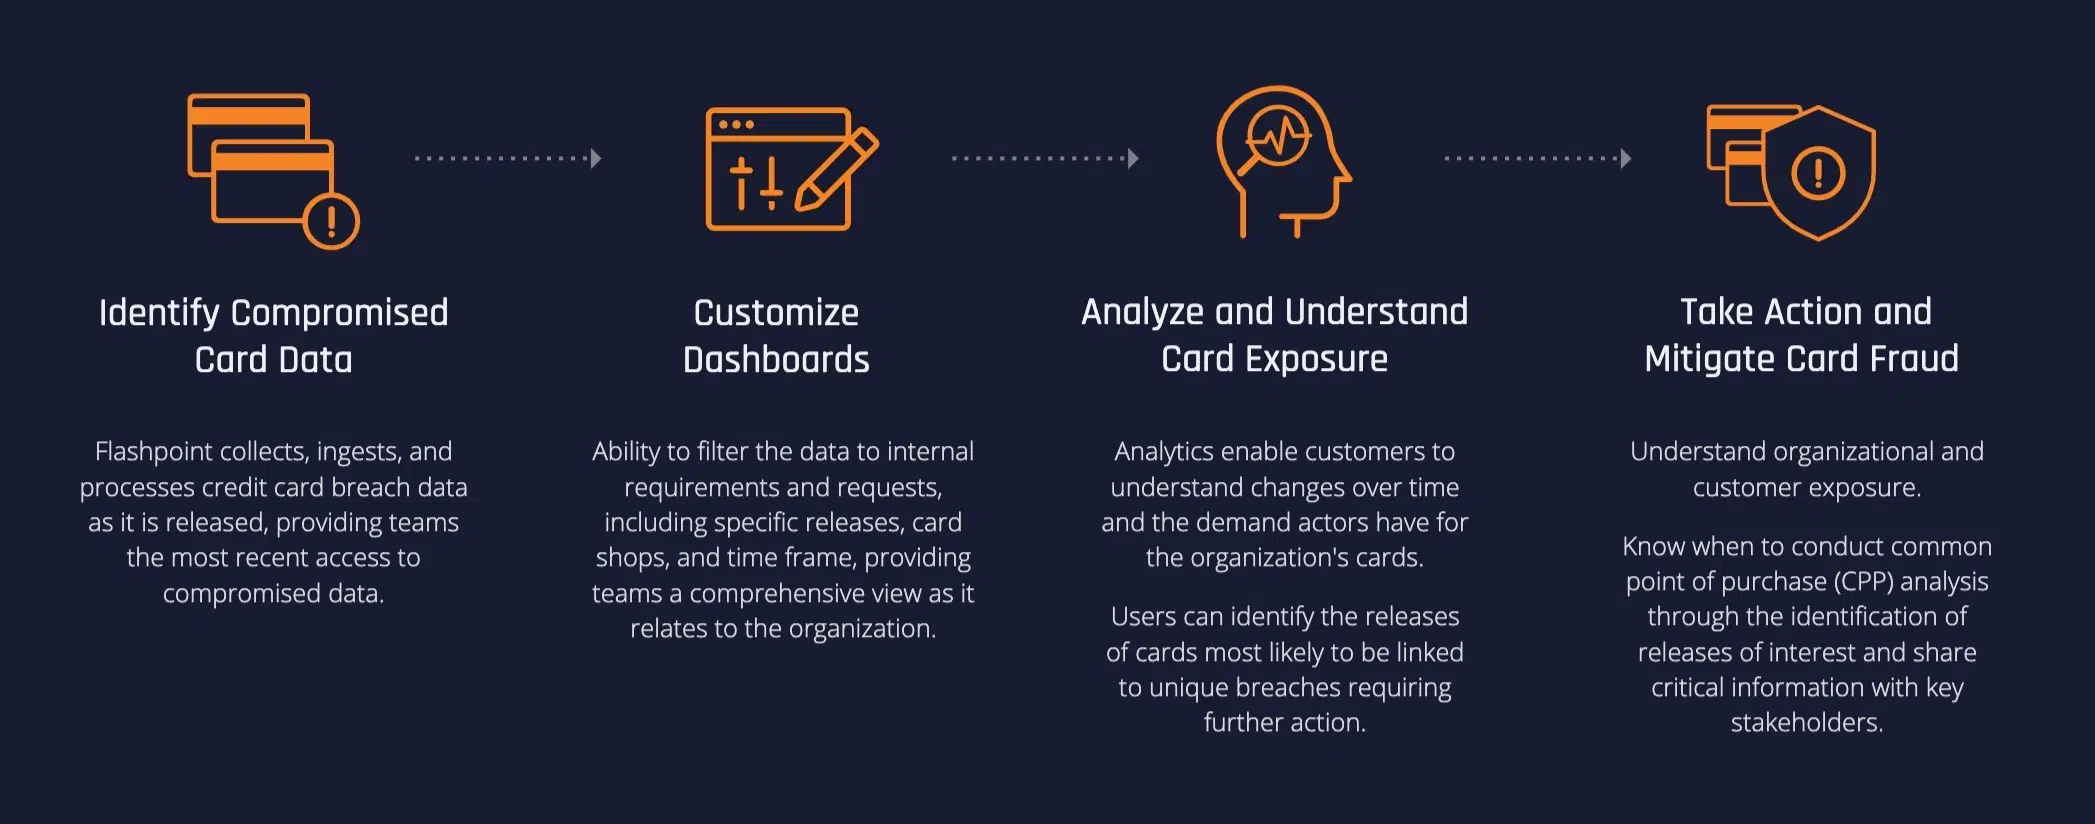 Identify Compromised
Card Data
Flashpoint collects, ingests, and
processes credit card breach data
as it is released, providing teams
the most recent access to
compromised data.
Customize
Dashboards
Ability to filter the data to internal
requirements and requests,
including specific releases, card
shops, and time frame, providing
teams a comprehensive view as it
relates to the organization.
Analyze and Understand
Card Exposure
Analytics enable customers to
understand changes over time
and the demand actors have for
the organization's cards.
Users can identify the releases
of cards most likely to be linked
to unique breaches requiring
further action.
Take Action and
Mitigate Card Fraud
Understand organizational and
customer exposure.
Know when to conduct common
point of purchase (CPP) analysis
through the identification of
releases of interest and share
critical information with key
stakeholders.